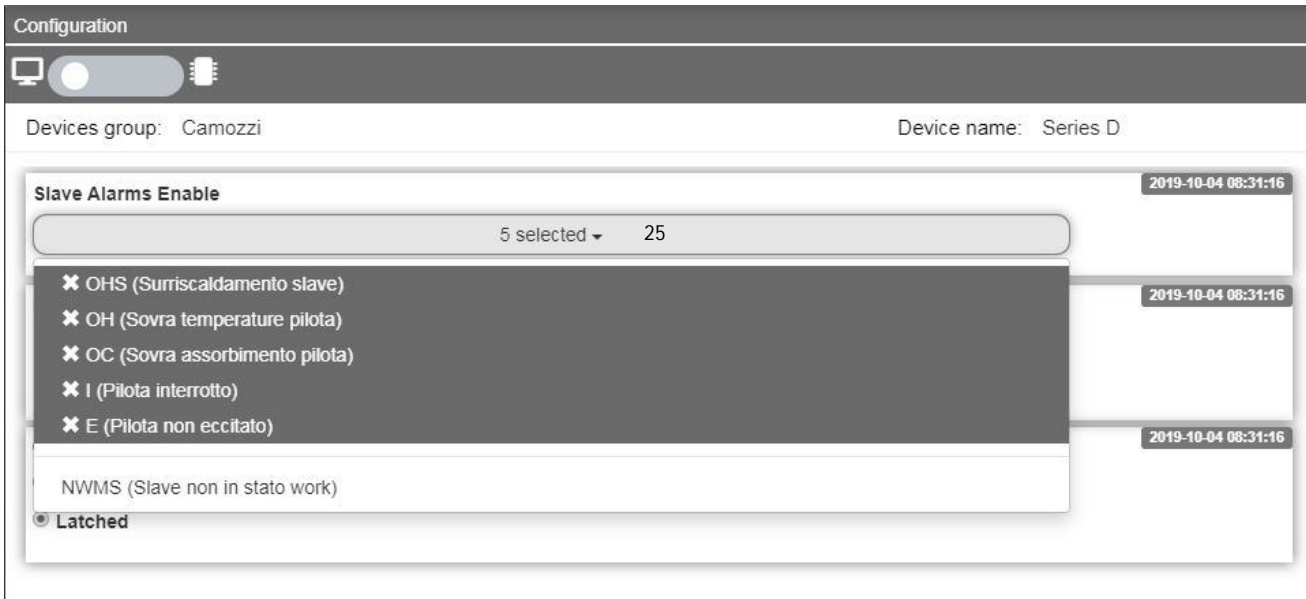 Configuration
Devices group: Camozzi Device name: Series D
Slave Alarms Enable 2019-10-04 08:31:16
5 selected 25
✖ OHS (Surriscaldamento slave)
2019-10-04 08:31:16
✖ OH (Sovra temperature pilota)
✖ OC (Sovra assorbimento pilota)
✖ I (Pilota interrotto)
✖ E (Pilota non eccitato)
2019-10-04 08:31:16
NWMS (Slave non in stato work)
Latched